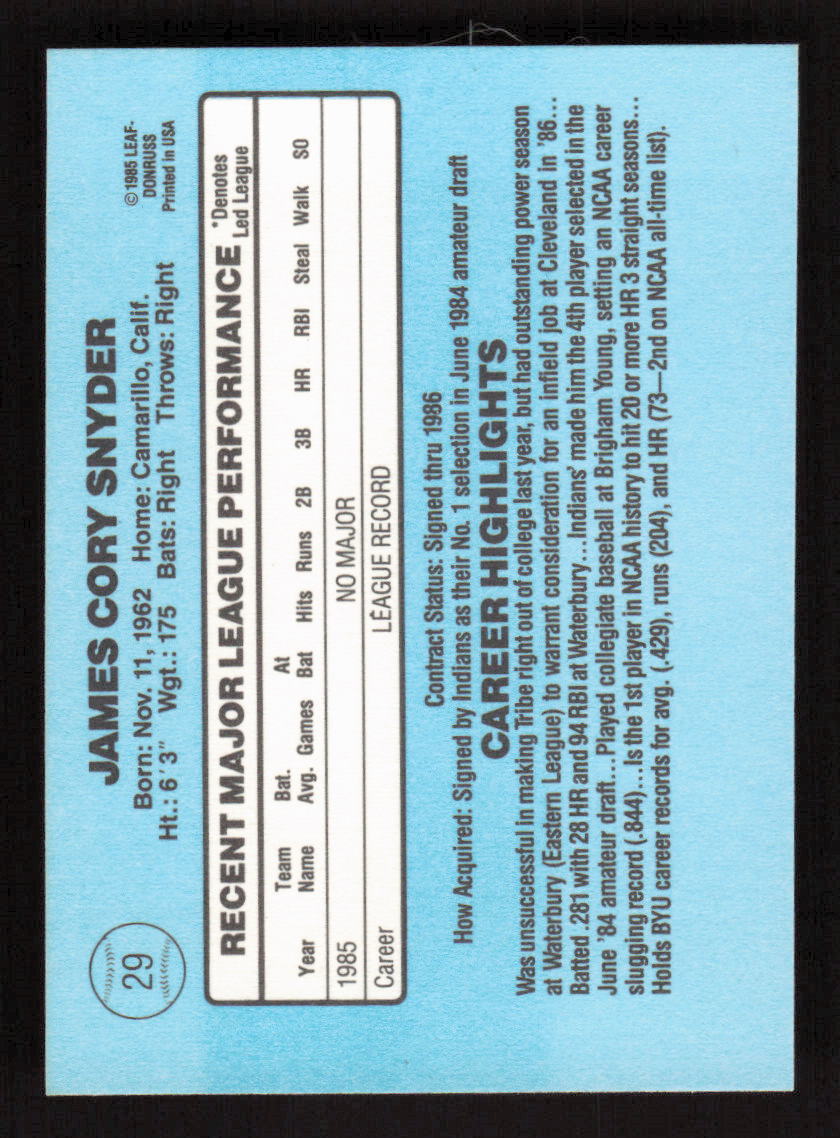 29
JAMES CORY SNYDER
Born: Nov. 11, 1962 Home: Camarillo, Calif.
Ht.: 6'3" Wgt.: 175 Bats: Right Throws: Right
©1985 LEAF-
DONRUSS
Printed in USA
RECENT MAJOR LEAGUE PERFORMANCE
*Denotes
Led League
Year Team Name Bat. Avg. Games At Bat Hits Runs 2B 3B HR RBI Steal Walk SO
1985 NO MAJOR
Career LEAGUE RECORD
Contract Status: Signed thru 1986
How Acquired: Signed by Indians as their No. 1 selection in June 1984 amateur draft
CAREER HIGHLIGHTS
Was unsuccessful in making Tribe right out of college last year, but had outstanding power season
at Waterbury (Eastern League) to warrant consideration for an infield job at Cleveland in '86...
Batted .281 with 28 HR and 94 RBI at Waterbury...Indians' made him the 4th player selected in the
June '84 amateur draft...Played collegiate baseball at Brigham Young, setting an NCAA career
slugging record (.844)...Is the 1st player in NCAA history to hit 20 or more HR 3 straight seasons...
Holds BYU career records for avg. (.429), runs (204), and HR (73—2nd on NCAA all-time list).